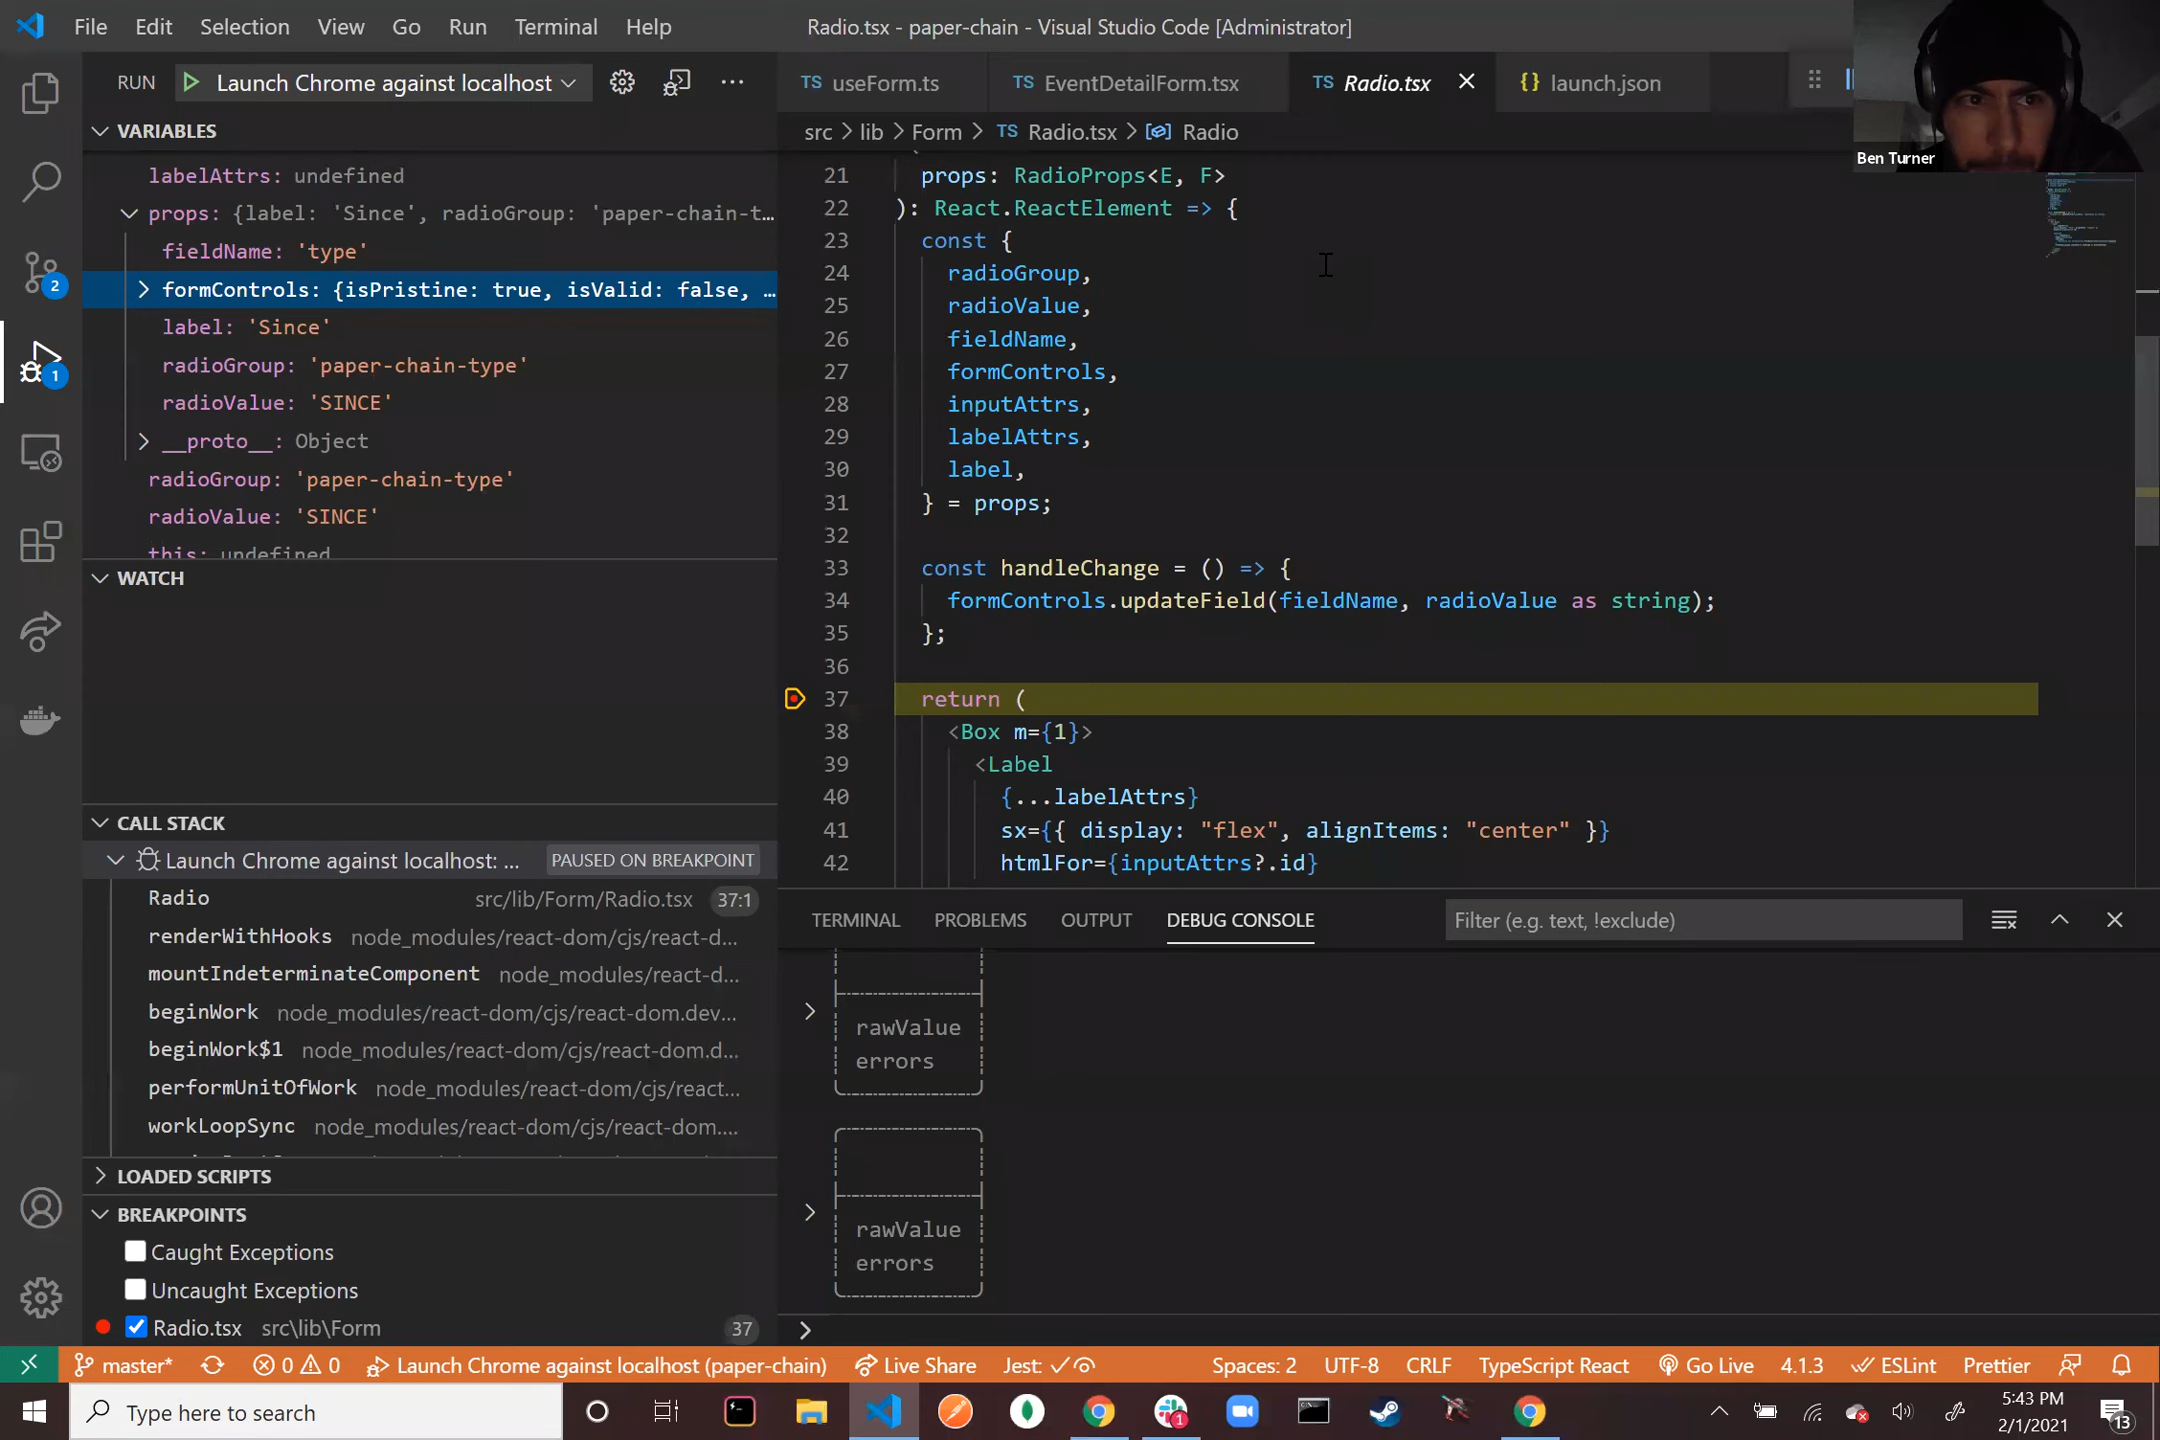 File Edit Selection View Go Run Terminal Help
Radio.tsx - paper-chain - Visual Studio Code [Administrator]
RUN Launch Chrome against localhost
TS useForm.ts
TS EventDetailForm.tsx
TS Radio.tsx
{} launch.json
Ben Turner
src > lib > Form > TS Radio.tsx > Radio
VARIABLES
labelAttrs: undefined
props: {label: 'Since', radioGroup: 'paper-chain-t…
fieldName: 'type'
formControls: {isPristine: true, isValid: false, …
label: 'Since'
radioGroup: 'paper-chain-type'
radioValue: 'SINCE'
__proto__: Object
radioGroup: 'paper-chain-type'
radioValue: 'SINCE'
this: undefined
WATCH
CALL STACK
Launch Chrome against localhost: ... PAUSED ON BREAKPOINT
Radio src/lib/Form/Radio.tsx 37:1
renderWithHooks node_modules/react-dom/cjs/react-d...
mountIndeterminateComponent node_modules/react-d...
beginWork node_modules/react-dom/cjs/react-dom.dev...
beginWork$1 node_modules/react-dom/cjs/react-dom.d...
performUnitOfWork node_modules/react-dom/cjs/react...
workLoopSync node_modules/react-dom/cjs/react-dom....
LOADED SCRIPTS
BREAKPOINTS
Caught Exceptions
Uncaught Exceptions
Radio.tsx src\lib\Form 37
2
1
21 props: RadioProps<E, F>
22 ): React.ReactElement => {
23 const {
24 radioGroup,
25 radioValue,
26 fieldName,
27 formControls,
28 inputAttrs,
29 labelAttrs,
30 label,
31 } = props;
32
33 const handleChange = () => {
34 formControls.updateField(fieldName, radioValue as string);
35 };
36
37 return (
38 <Box m={1}>
39 <Label
40 {...labelAttrs}
41 sx={{ display: "flex", alignItems: "center" }}
42 htmlFor={inputAttrs?.id}
TERMINAL PROBLEMS OUTPUT DEBUG CONSOLE
Filter (e.g. text, !exclude)
rawValue
errors
rawValue
errors
master* 0 0 Launch Chrome against localhost (paper-chain) Live Share Jest: Spaces: 2 UTF-8 CRLF TypeScript React Go Live 4.1.3 ESLint Prettier
Type here to search
1
5:43 PM
2/1/2021
13